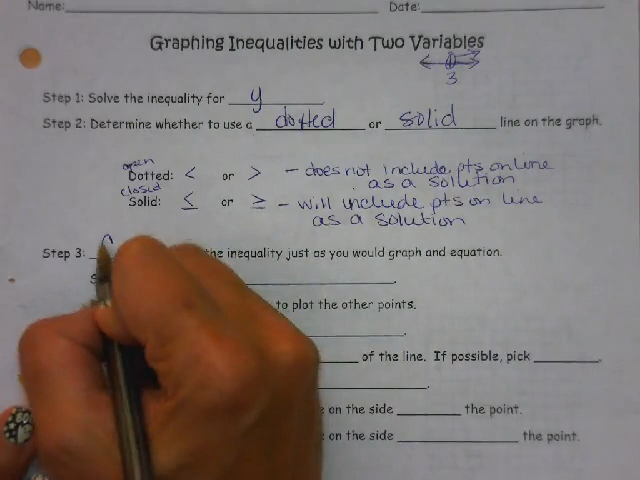 Name: Date:
Graphing Inequalities with Two Variables
3
Step 1: Solve the inequality for y
Step 2: Determine whether to use a dotted or solid line on the graph.
open
Dotted: < or > - does not include pts on line
as a solution
closed
Solid: ≤ or ≥ - will include pts on line
as a solution
Step 3: the inequality just as you would graph and equation.
to plot the other points.
of the line. If possible, pick .
.
on the side the point.
on the side the point.